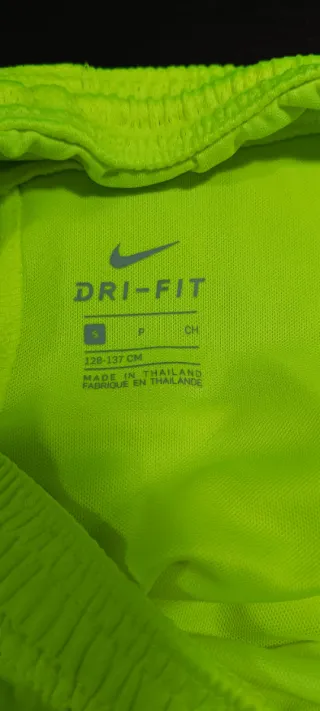 DRI-FIT
S P CH
128-137 CM
MADE IN THAILAND
FABRIQUE EN THAILANDE